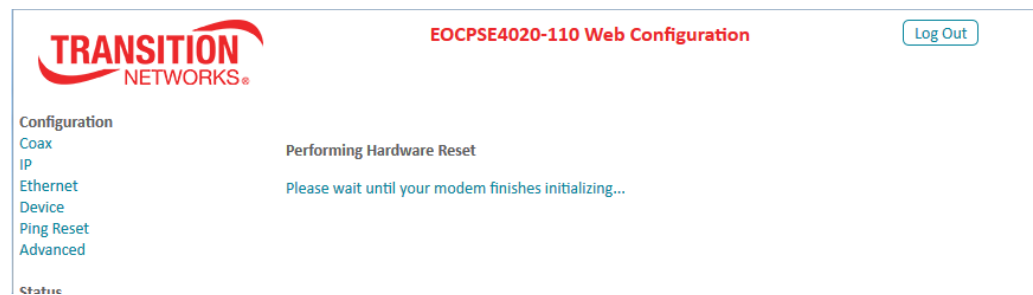 TRANSITION
NETWORKS®
EOCPSE4020-110 Web Configuration
Log Out
Configuration
Coax
IP
Ethernet
Device
Ping Reset
Advanced
Status
Performing Hardware Reset
Please wait until your modem finishes initializing...